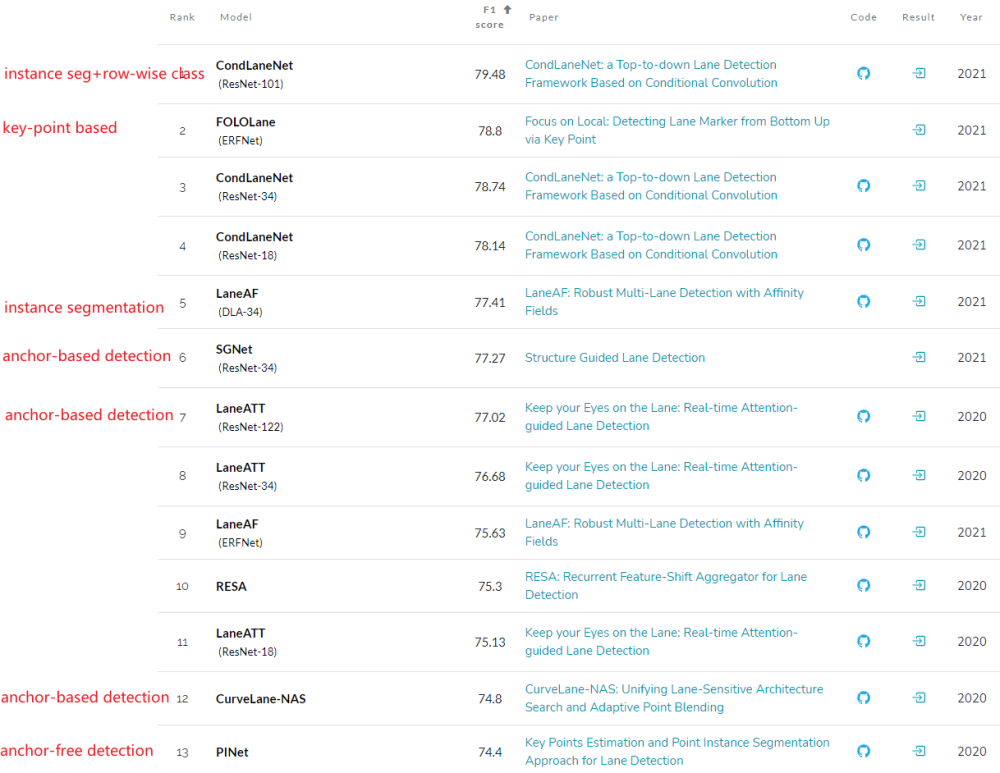 Rank Model F1 score Paper Code Result Year
instance seg+row-wise class CondLaneNet (ResNet-101) 79.48 CondLaneNet: a Top-to-down Lane Detection Framework Based on Conditional Convolution 2021
key-point based 2 FOLOLane (ERFNet) 78.8 Focus on Local: Detecting Lane Marker from Bottom Up via Key Point 2021
3 CondLaneNet (ResNet-34) 78.74 CondLaneNet: a Top-to-down Lane Detection Framework Based on Conditional Convolution 2021
4 CondLaneNet (ResNet-18) 78.14 CondLaneNet: a Top-to-down Lane Detection Framework Based on Conditional Convolution 2021
instance segmentation 5 LaneAF (DLA-34) 77.41 LaneAF: Robust Multi-Lane Detection with Affinity Fields 2021
anchor-based detection 6 SGNet (ResNet-34) 77.27 Structure Guided Lane Detection 2021
anchor-based detection 7 LaneATT (ResNet-122) 77.02 Keep your Eyes on the Lane: Real-time Attention-guided Lane Detection 2020
8 LaneATT (ResNet-34) 76.68 Keep your Eyes on the Lane: Real-time Attention-guided Lane Detection 2020
9 LaneAF (ERFNet) 75.63 LaneAF: Robust Multi-Lane Detection with Affinity Fields 2021
10 RESA 75.3 RESA: Recurrent Feature-Shift Aggregator for Lane Detection 2020
11 LaneATT (ResNet-18) 75.13 Keep your Eyes on the Lane: Real-time Attention-guided Lane Detection 2020
anchor-based detection 12 CurveLane-NAS 74.8 CurveLane-NAS: Unifying Lane-Sensitive Architecture Search and Adaptive Point Blending 2020
anchor-free detection 13 PINet 74.4 Key Points Estimation and Point Instance Segmentation Approach for Lane Detection 2020